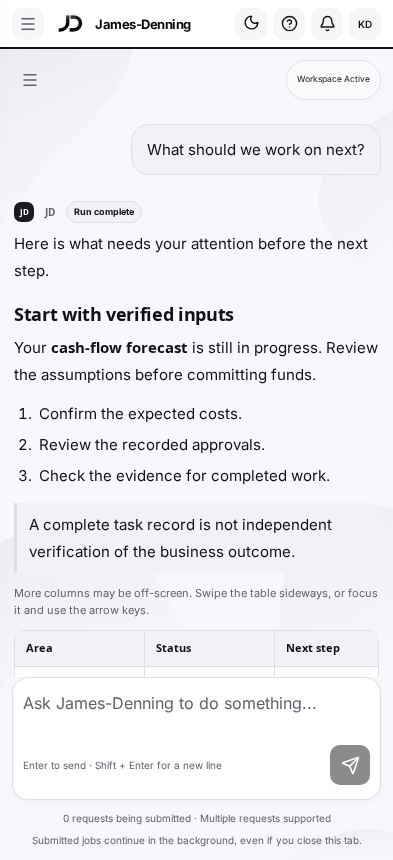 James-Denning
KD
Workspace Active
What should we work on next?
JD JD Run complete
Here is what needs your attention before the next
step.
Start with verified inputs
Your cash-flow forecast is still in progress. Review
the assumptions before committing funds.
1. Confirm the expected costs.
2. Review the recorded approvals.
3. Check the evidence for completed work.
A complete task record is not independent
verification of the business outcome.
More columns may be off-screen. Swipe the table sideways, or focus
it and use the arrow keys.
Area Status Next step
Ask James-Denning to do something...
Enter to send · Shift + Enter for a new line
0 requests being submitted · Multiple requests supported
Submitted jobs continue in the background, even if you close this tab.